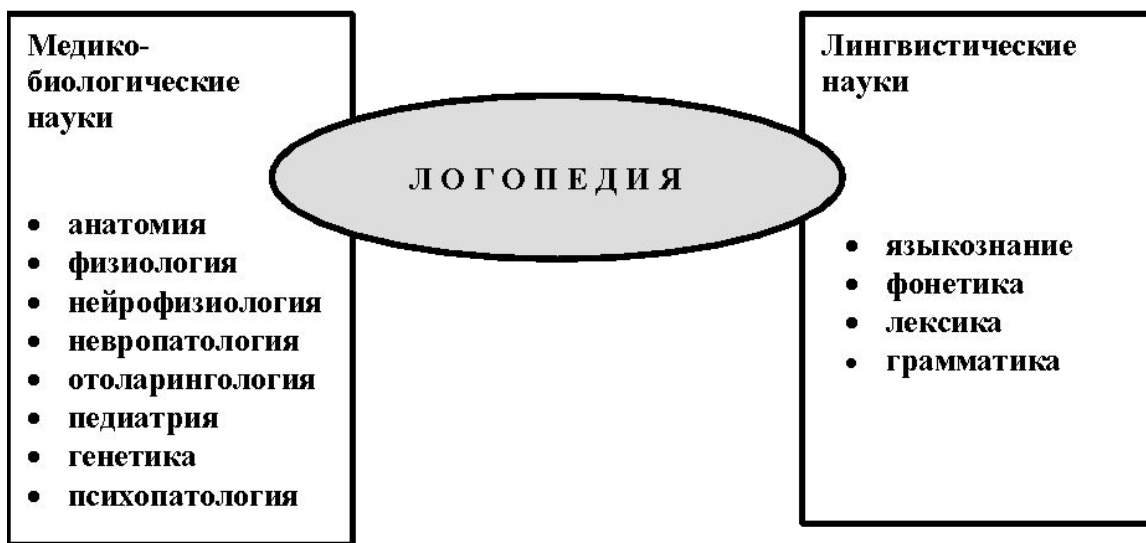 Медико-
биологические
науки
• анатомия
• физиология
• нейрофизиология
• невропатология
• отоларингология
• педиатрия
• генетика
• психопатология
ЛОГОПЕДИЯ
Лингвистические
науки
• языкознание
• фонетика
• лексика
• грамматика